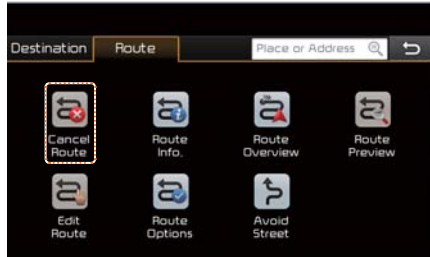 Destination
Route
Place or Address
Cancel
Route
Route
Info.
Route
Overview
Route
Preview
Edit
Route
Route
Options
Avoid
Street